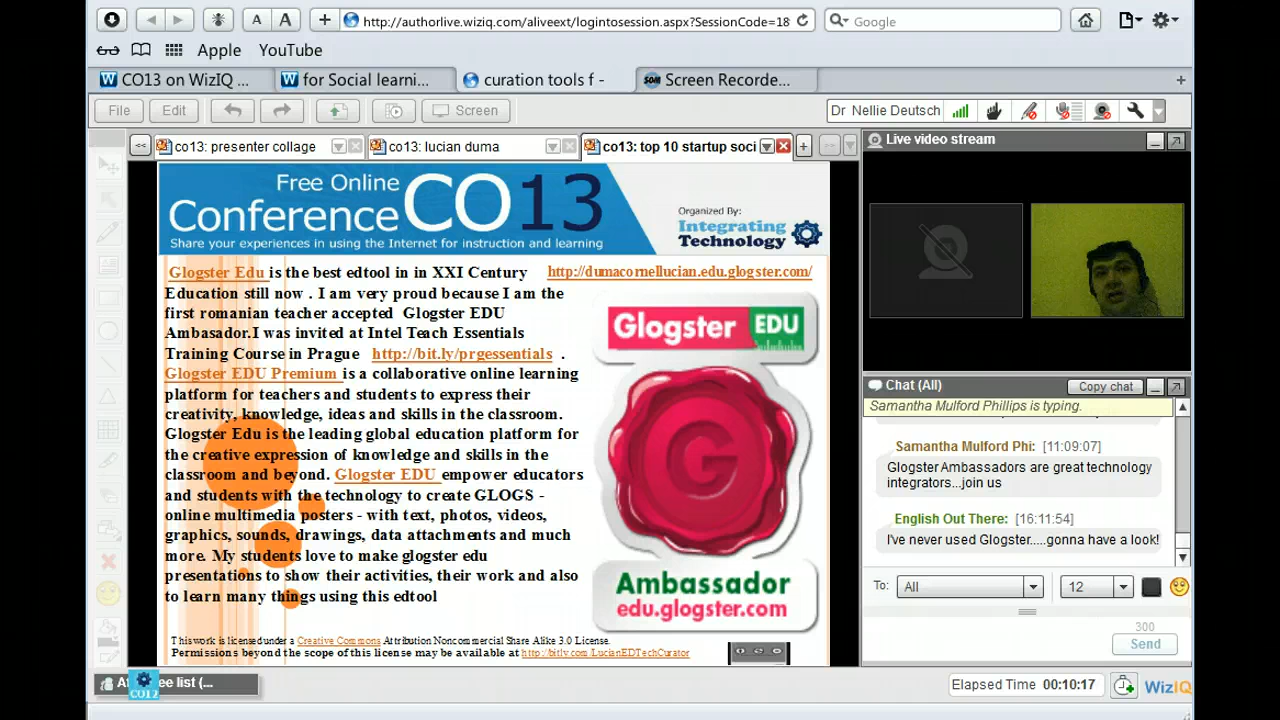 A A + http://authorlive.wiziq.com/aliveext/logintosession.aspx?SessionCode=18 Google
Apple YouTube
CO13 on WizIQ ... for Social learni... curation tools f - Screen Recorde... +
File Edit Screen Dr Nellie Deutsch
<< co13: presenter collage co13: lucian duma co13: top 10 startup soci +
Live video stream
Free Online
Conference CO13
Share your experiences in using the Internet for instruction and learning
Organized By:
Integrating
Technology
Glogster Edu is the best edtool in in XXI Century http://dumacornellucian.edu.glogster.com/
Education still now . I am very proud because I am the
first romanian teacher accepted Glogster EDU
Ambasador.I was invited at Intel Teach Essentials
Training Course in Prague http://bit.ly/prgessentials .
Glogster EDU Premium is a collaborative online learning
platform for teachers and students to express their
creativity, knowledge, ideas and skills in the classroom.
Glogster Edu is the leading global education platform for
the creative expression of knowledge and skills in the
classroom and beyond. Glogster EDU empower educators
and students with the technology to create GLOGS -
online multimedia posters - with text, photos, videos,
graphics, sounds, drawings, data attachments and much
more. My students love to make glogster edu
presentations to show their activities, their work and also
to learn many things using this edtool
Glogster EDU
G
Ambassador
edu.glogster.com
This work is licensed under a Creative Commons Attribution Noncommercial Share Alike 3.0 License.
Permissions beyond the scope of this license may be available at http://bitly.com/LucianEDTechCurator
Chat (All) Copy chat
Samantha Mulford Phillips is typing.
Samantha Mulford Phi: [11:09:07]
Glogster Ambassadors are great technology
integrators...join us
English Out There: [16:11:54]
I've never used Glogster.....gonna have a look!
To: All 12
300
Send
ee list (...
CO12
Elapsed Time 00:10:17 WizIQ